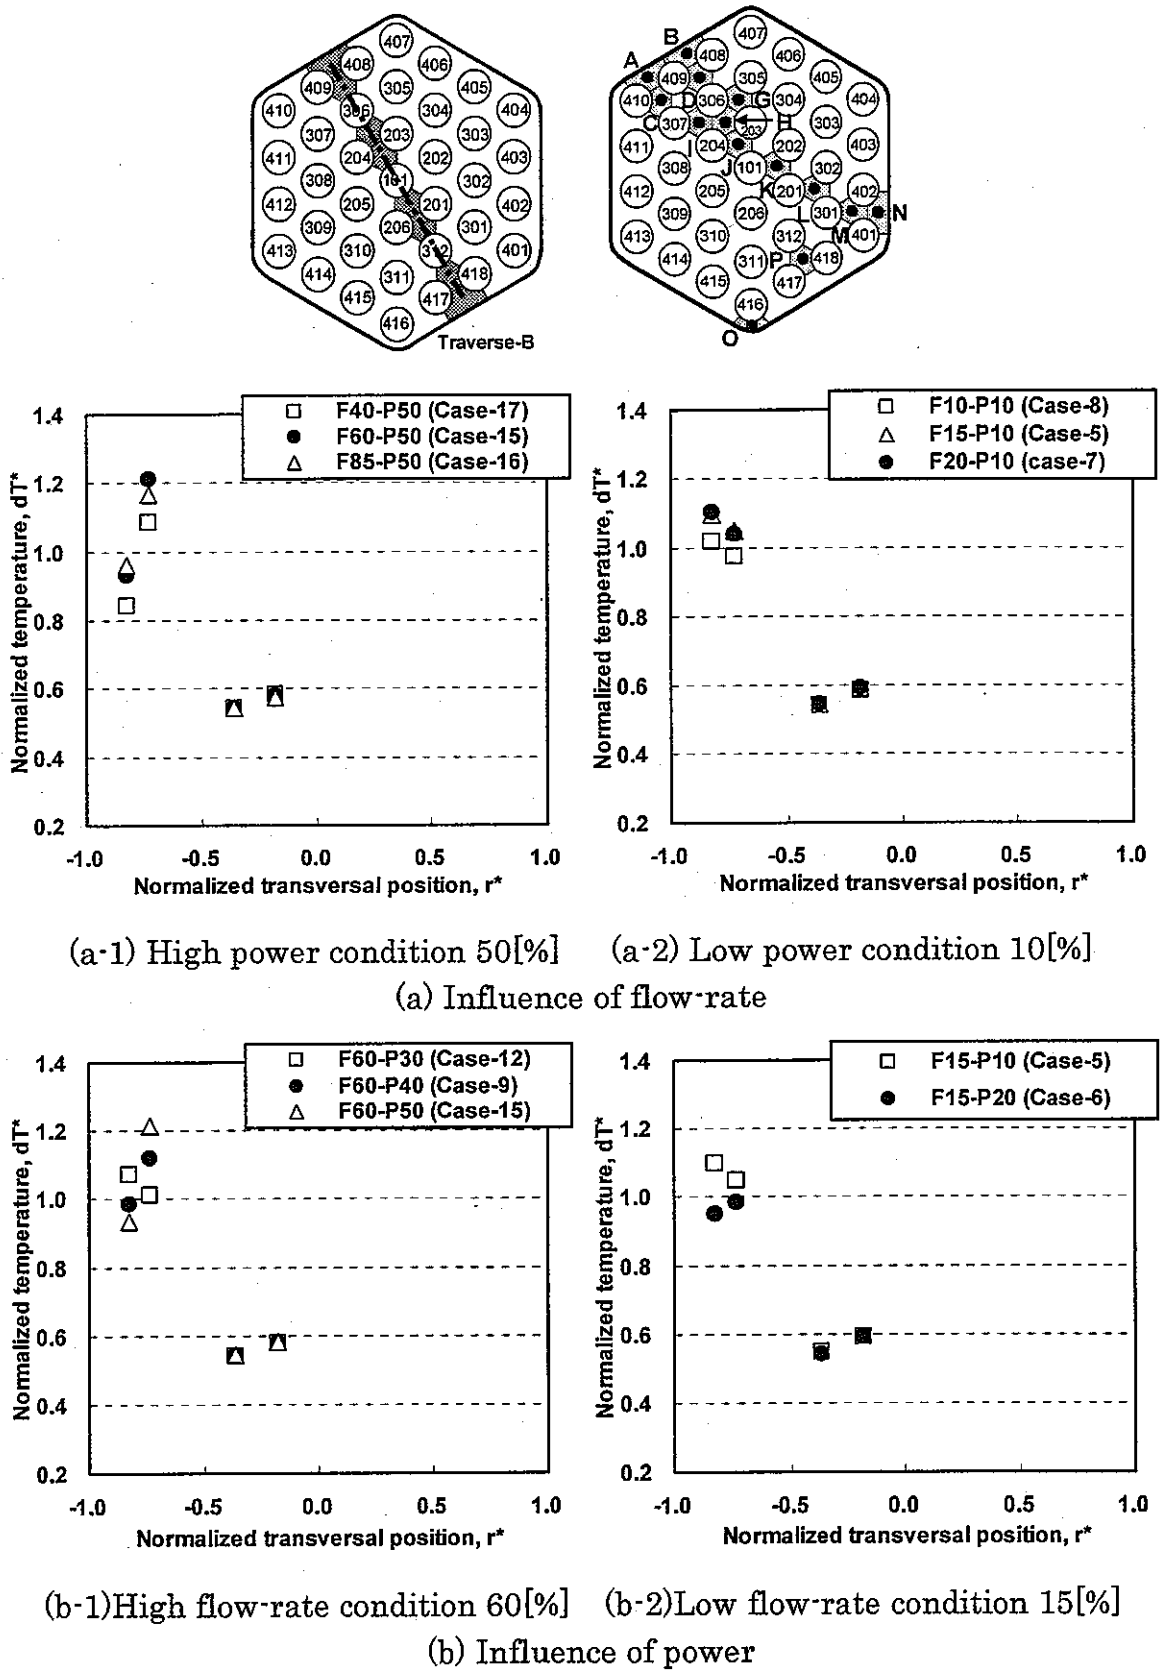 407
408 406
409 305 405
410 306 304 404
307 203 303
411 204 202 403
308 101 302
412 205 201 402
309 206 301
413 310 312 401
414 311 418
415 417
416
Traverse-B
407
B 408 406
A 409 305 405
410 D 306 G 304 404
C 307 H 203 303
411 I 204 202 403
308 J 101 302
412 205 K 201 402
309 206 L 301 N
413 310 312 M 401
414 311 P 418
415 417
416
O
F40-P50 (Case-17)
F60-P50 (Case-15)
F85-P50 (Case-16)
1.4
1.2
1.0
0.8
0.6
0.4
0.2
Normalized temperature, dT*
-1.0 -0.5 0.0 0.5 1.0
Normalized transversal position, r*
F10-P10 (Case-8)
F15-P10 (Case-5)
F20-P10 (case-7)
1.4
1.2
1.0
0.8
0.6
0.4
0.2
Normalized temperature, dT*
-1.0 -0.5 0.0 0.5 1.0
Normalized transversal position, r*
(a-1) High power condition 50[%] (a-2) Low power condition 10[%]
(a) Influence of flow-rate
F60-P30 (Case-12)
F60-P40 (Case-9)
F60-P50 (Case-15)
1.4
1.2
1.0
0.8
0.6
0.4
0.2
Normalized temperature, dT*
-1.0 -0.5 0.0 0.5 1.0
Normalized transversal position, r*
F15-P10 (Case-5)
F15-P20 (Case-6)
1.4
1.2
1.0
0.8
0.6
0.4
0.2
Normalized temperature, dT*
-1.0 -0.5 0.0 0.5 1.0
Normalized transversal position, r*
(b-1)High flow-rate condition 60[%] (b-2)Low flow-rate condition 15[%]
(b) Influence of power